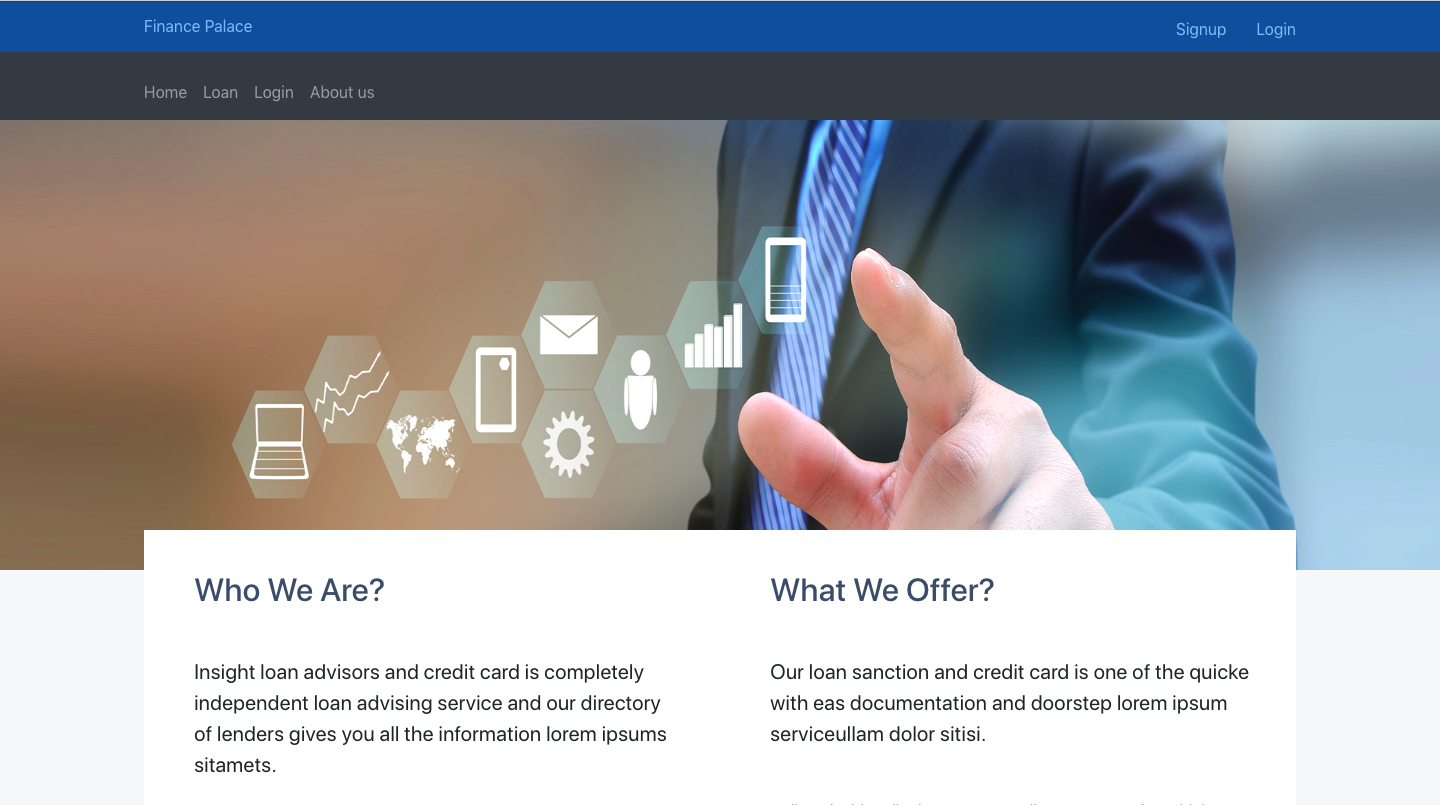 Finance Palace
Signup Login
Home Loan Login About us
Who We Are?
Insight loan advisors and credit card is completely
independent loan advising service and our directory
of lenders gives you all the information lorem ipsums
sitamets.
What We Offer?
Our loan sanction and credit card is one of the quicke
with eas documentation and doorstep lorem ipsum
serviceullam dolor sitisi.